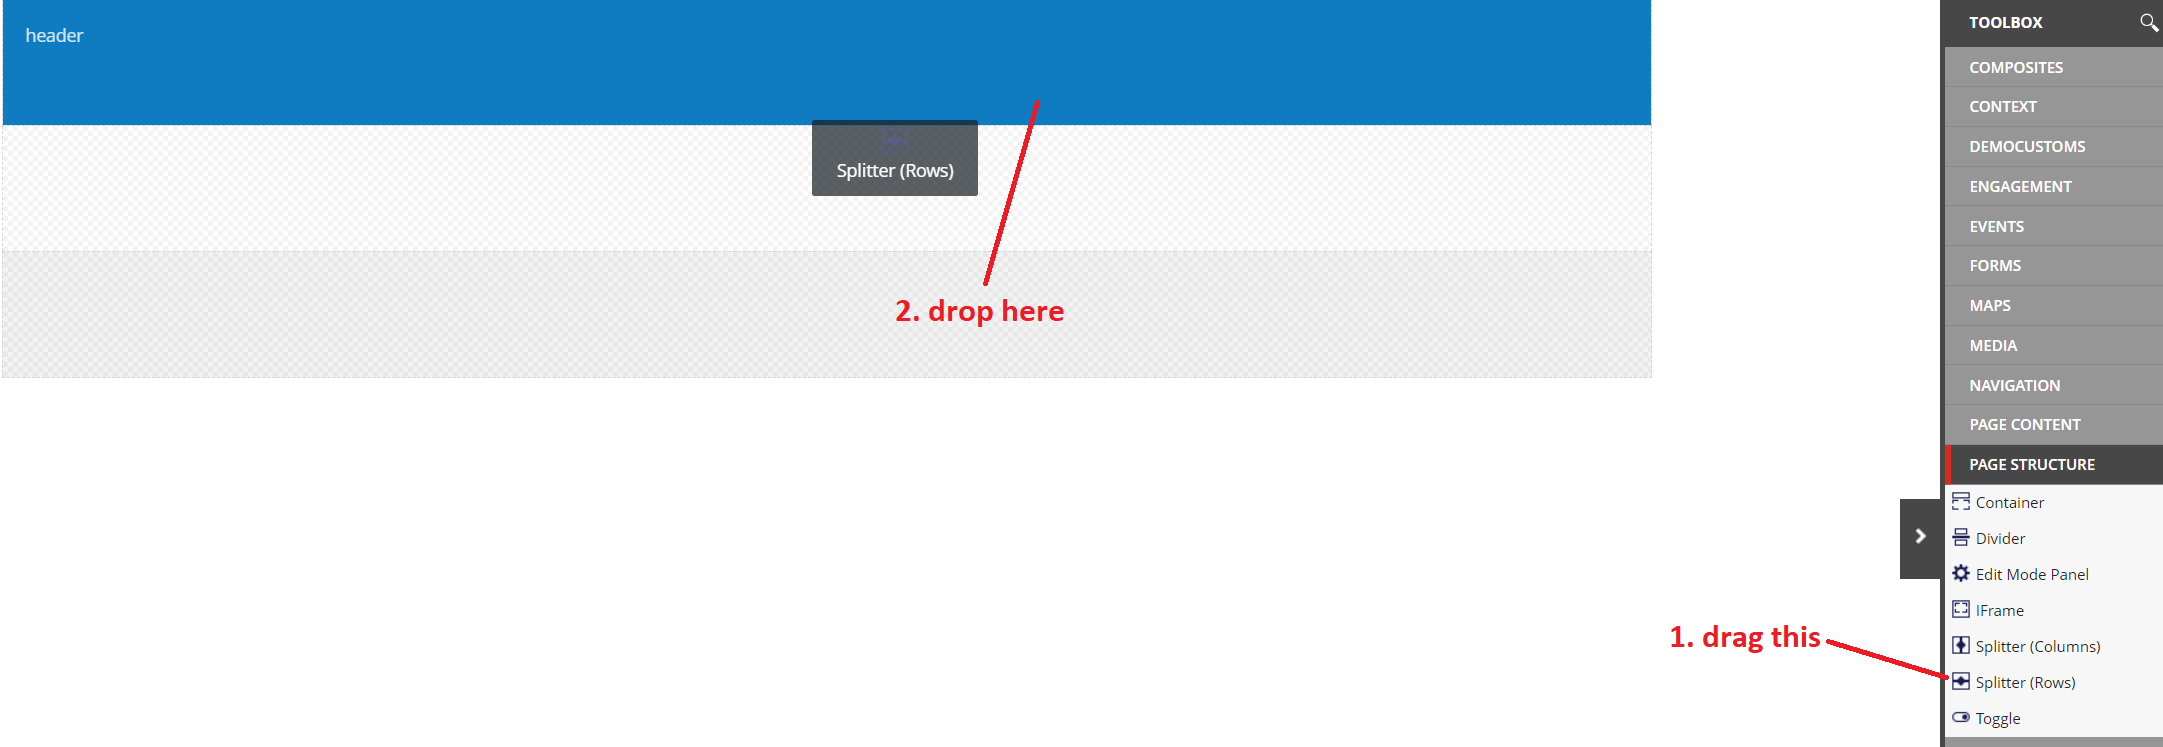 header
Splitter (Rows)
2. drop here
1. drag this
TOOLBOX
COMPOSITES
CONTEXT
DEMOCUSTOMS
ENGAGEMENT
EVENTS
FORMS
MAPS
MEDIA
NAVIGATION
PAGE CONTENT
PAGE STRUCTURE
Container
Divider
Edit Mode Panel
IFrame
Splitter (Columns)
Splitter (Rows)
Toggle